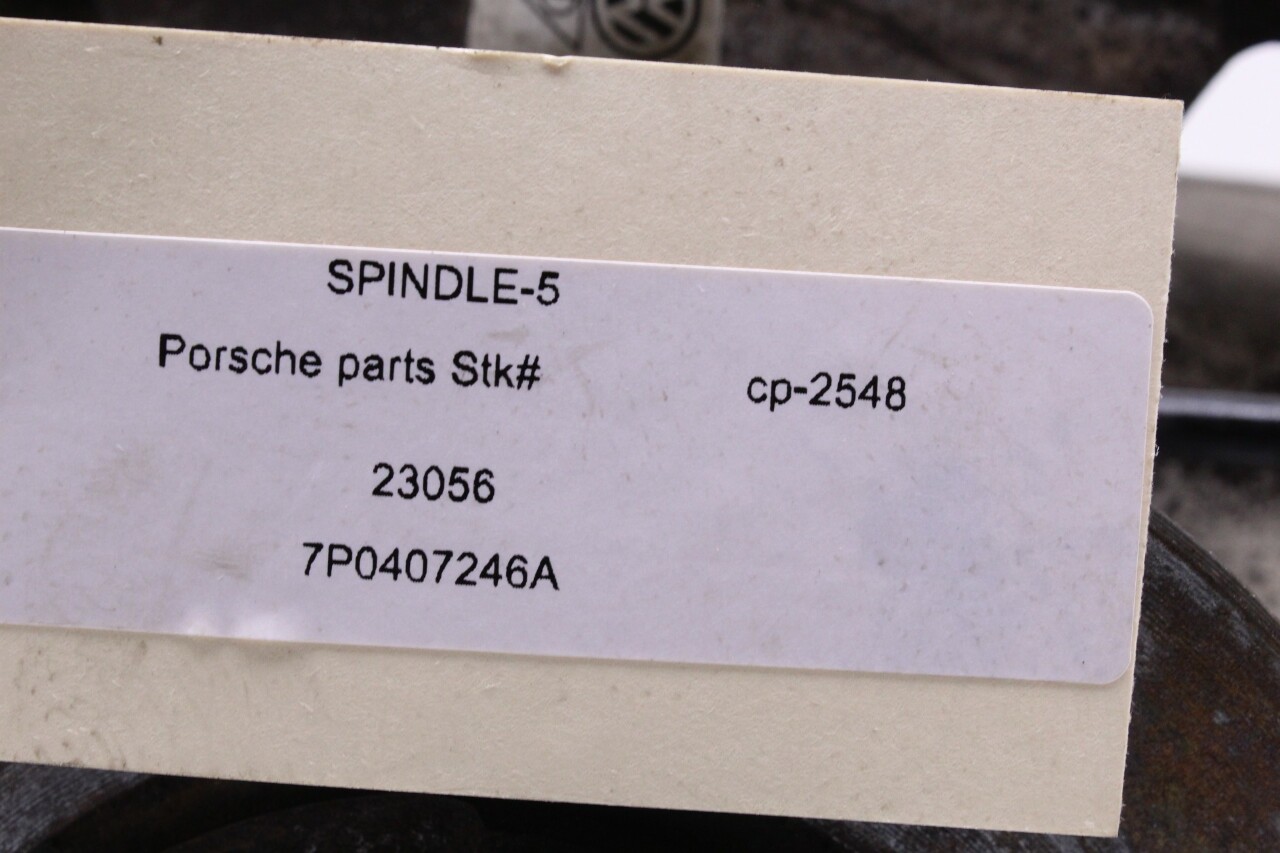 SPINDLE-5
Porsche parts Stk# cp-2548
23056
7P0407246A